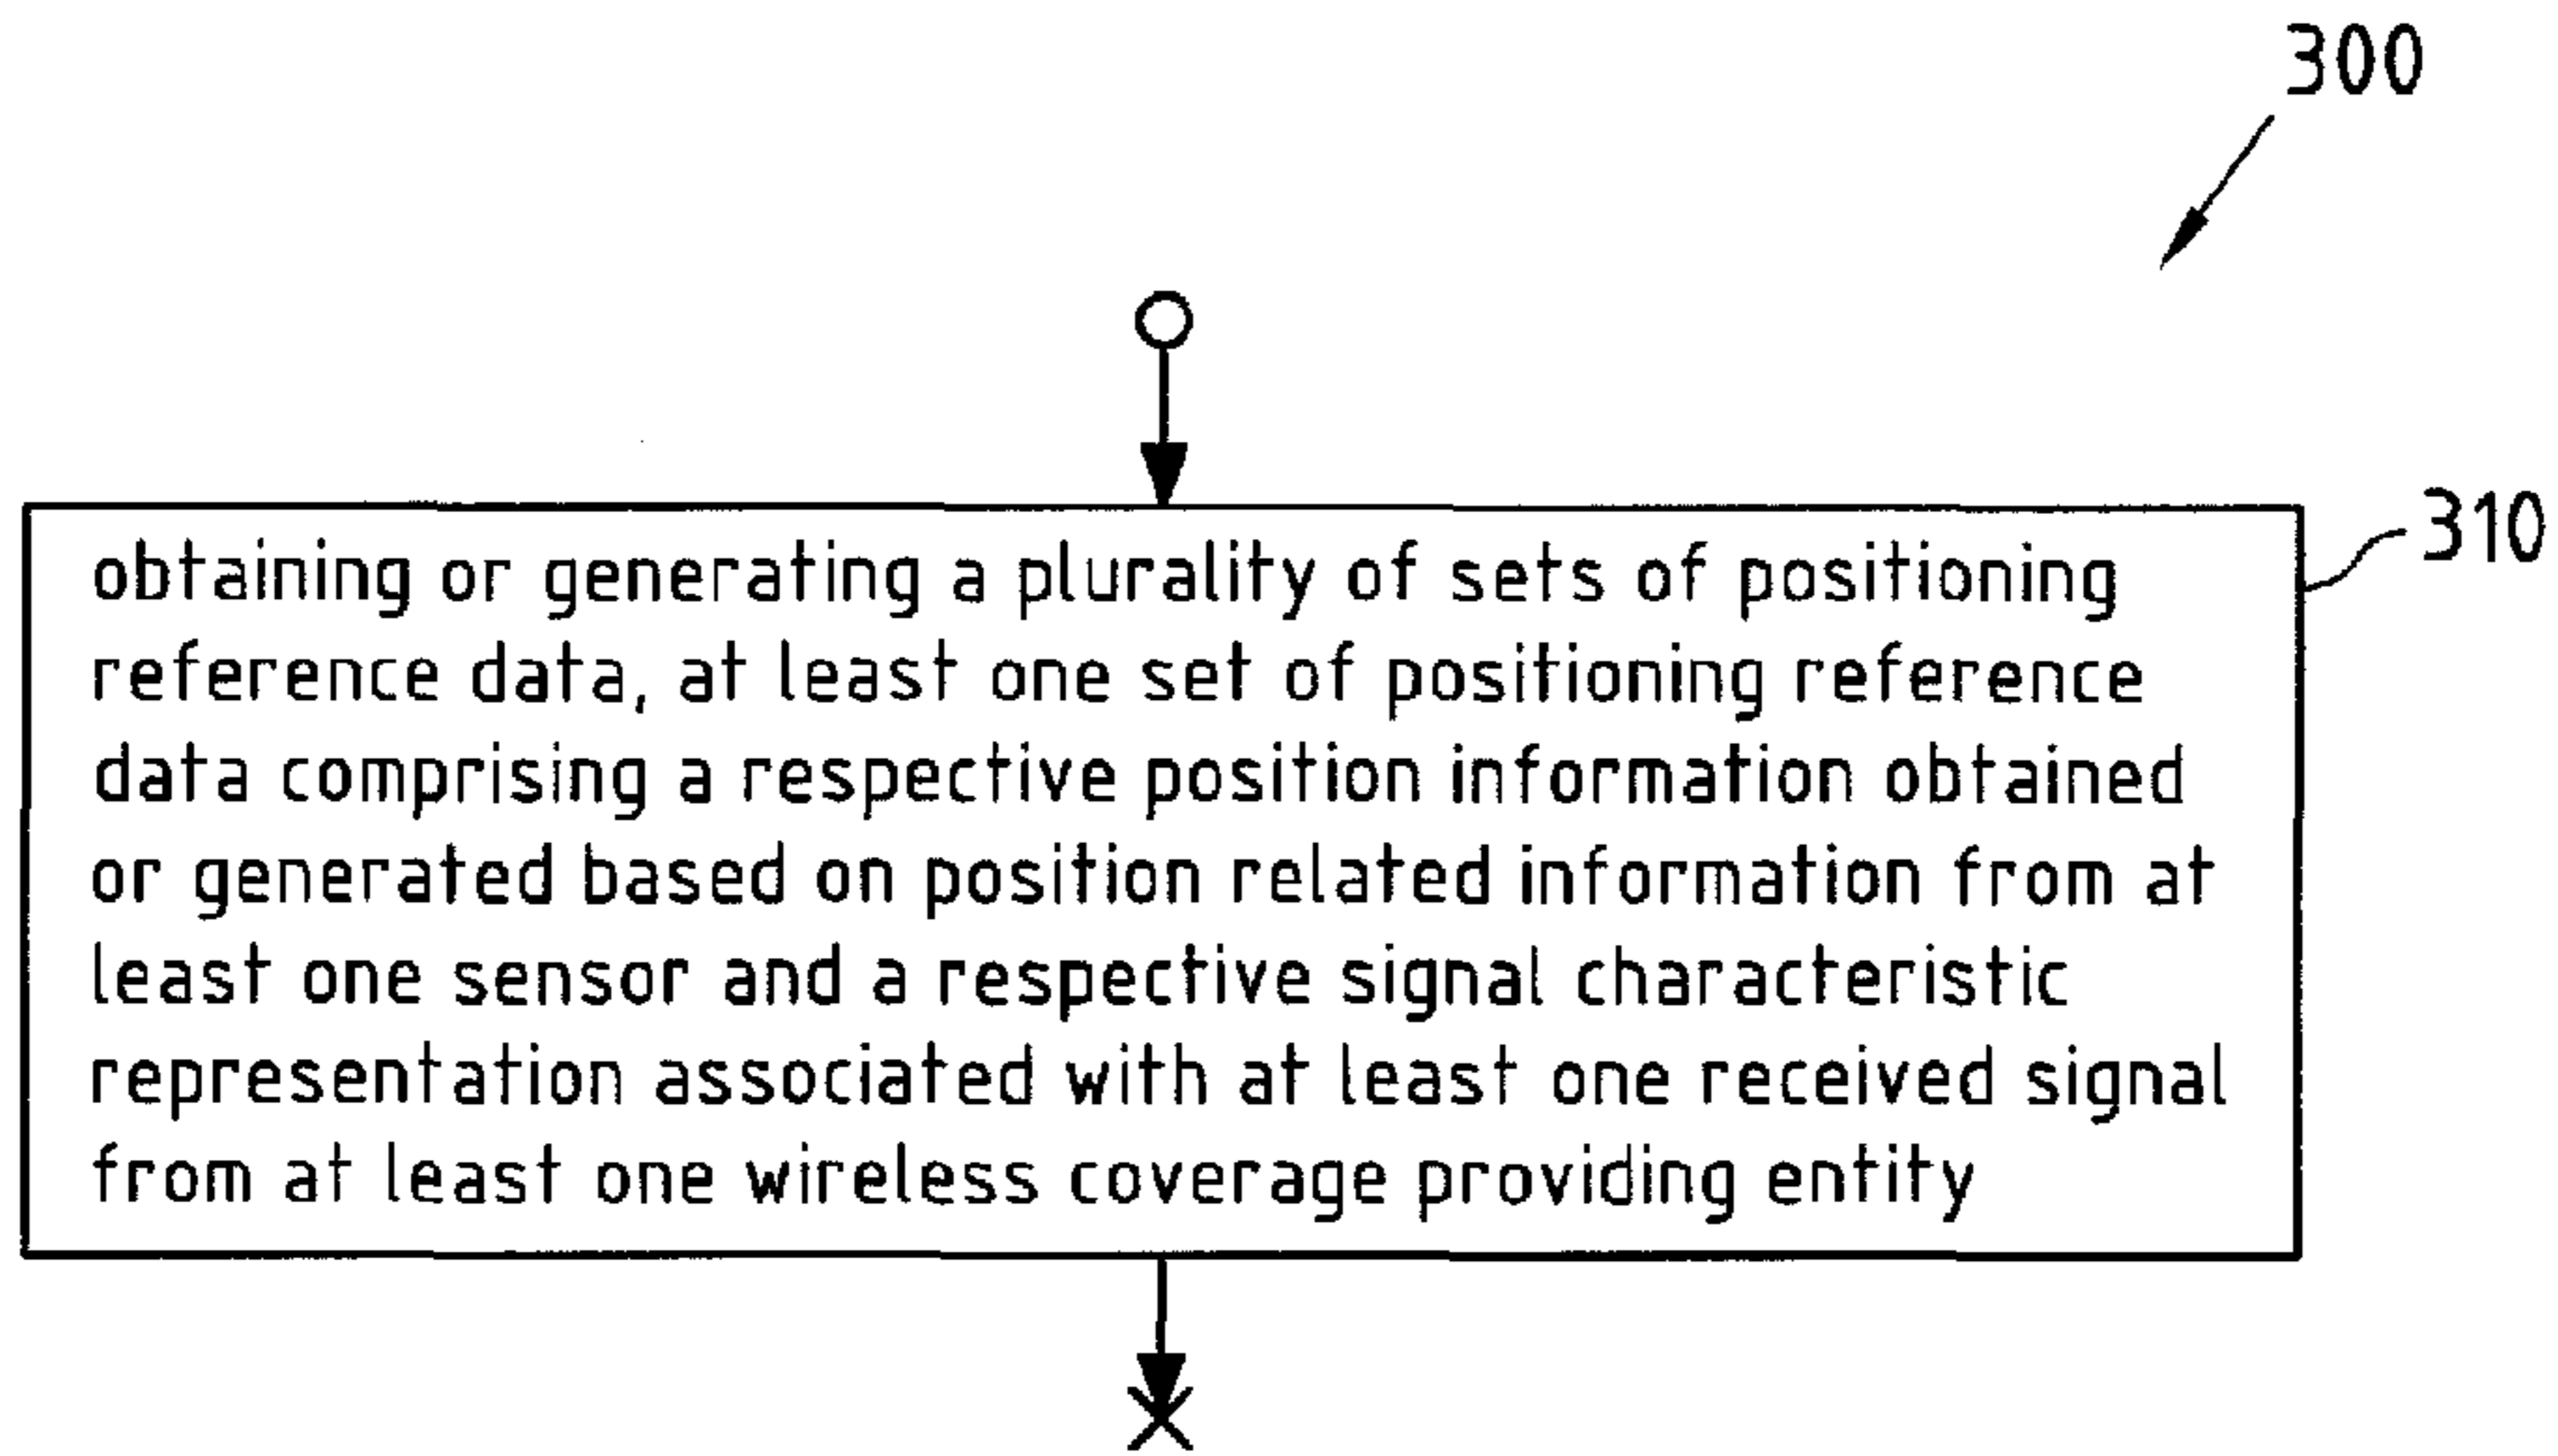 300
310
obtaining or generating a plurality of sets of positioning
reference data, at least one set of positioning reference
data comprising a respective position information obtained
or generated based on position related information from at
least one sensor and a respective signal characteristic
representation associated with at least one received signal
from at least one wireless coverage providing entity